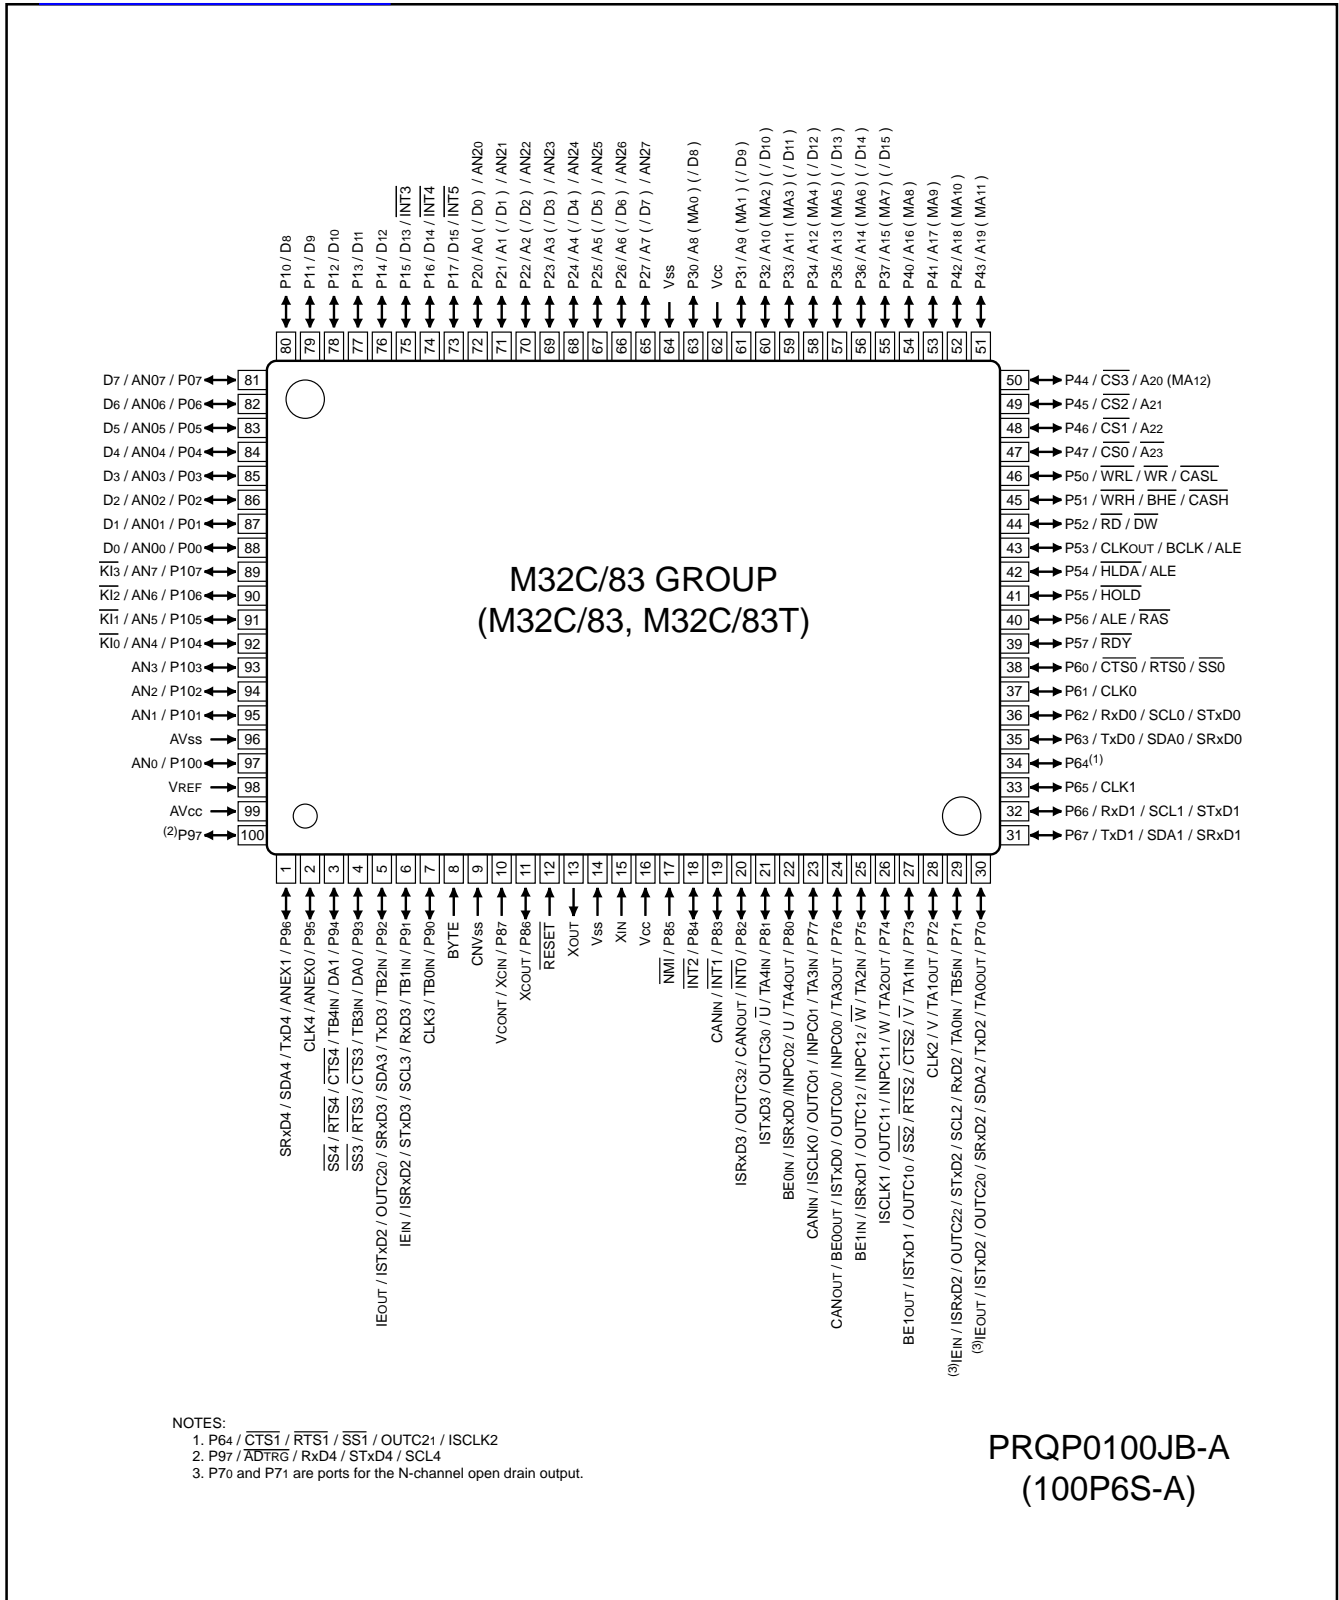 P10 / D8
P11 / D9
P12 / D10
P13 / D11
P14 / D12
P15 / D13 / INT3
P16 / D14 / INT4
P17 / D15 / INT5
P20 / A0 ( / D0 ) / AN20
P21 / A1 ( / D1 ) / AN21
P22 / A2 ( / D2 ) / AN22
P23 / A3 ( / D3 ) / AN23
P24 / A4 ( / D4 ) / AN24
P25 / A5 ( / D5 ) / AN25
P26 / A6 ( / D6 ) / AN26
P27 / A7 ( / D7 ) / AN27
Vss
P30 / A8 ( MA0 ) ( / D8 )
Vcc
P31 / A9 ( MA1 ) ( / D9 )
P32 / A10 ( MA2 ) ( / D10 )
P33 / A11 ( MA3 ) ( / D11 )
P34 / A12 ( MA4 ) ( / D12 )
P35 / A13 ( MA5 ) ( / D13 )
P36 / A14 ( MA6 ) ( / D14 )
P37 / A15 ( MA7 ) ( / D15 )
P40 / A16 ( MA8 )
P41 / A17 ( MA9 )
P42 / A18 ( MA10 )
P43 / A19 ( MA11 )
80 79 78 77 76 75 74 73 72 71 70 69 68 67 66 65 64 63 62 61 60 59 58 57 56 55 54 53 52 51
D7 / AN07 / P07 81
D6 / AN06 / P06 82
D5 / AN05 / P05 83
D4 / AN04 / P04 84
D3 / AN03 / P03 85
D2 / AN02 / P02 86
D1 / AN01 / P01 87
D0 / AN00 / P00 88
KI3 / AN7 / P107 89
KI2 / AN6 / P106 90
KI1 / AN5 / P105 91
KI0 / AN4 / P104 92
AN3 / P103 93
AN2 / P102 94
AN1 / P101 95
AVss 96
AN0 / P100 97
VREF 98
AVcc 99
(2)P97 100
M32C/83 GROUP
(M32C/83, M32C/83T)
50 P44 / CS3 / A20 (MA12)
49 P45 / CS2 / A21
48 P46 / CS1 / A22
47 P47 / CS0 / A23
46 P50 / WRL / WR / CASL
45 P51 / WRH / BHE / CASH
44 P52 / RD / DW
43 P53 / CLKOUT / BCLK / ALE
42 P54 / HLDA / ALE
41 P55 / HOLD
40 P56 / ALE / RAS
39 P57 / RDY
38 P60 / CTS0 / RTS0 / SS0
37 P61 / CLK0
36 P62 / RxD0 / SCL0 / STxD0
35 P63 / TxD0 / SDA0 / SRxD0
34 P64(1)
33 P65 / CLK1
32 P66 / RxD1 / SCL1 / STxD1
31 P67 / TxD1 / SDA1 / SRxD1
1 2 3 4 5 6 7 8 9 10 11 12 13 14 15 16 17 18 19 20 21 22 23 24 25 26 27 28 29 30
SRxD4 / SDA4 / TxD4 / ANEX1 / P96
CLK4 / ANEX0 / P95
SS4 / RTS4 / CTS4 / TB4IN / DA1 / P94
SS3 / RTS3 / CTS3 / TB3IN / DA0 / P93
IEOUT / ISTxD2 / OUTC20 / SRxD3 / SDA3 / TxD3 / TB2IN / P92
IEIN / ISRxD2 / STxD3 / SCL3 / RxD3 / TB1IN / P91
CLK3 / TB0IN / P90
BYTE
CNVss
VCONT / XCIN / P87
XCOUT / P86
RESET
XOUT
Vss
XIN
Vcc
NMI / P85
INT2 / P84
CANIN / INT1 / P83
ISRxD3 / OUTC32 / CANOUT / INT0 / P82
ISTxD3 / OUTC30 / U / TA4IN / P81
BE0IN / ISRxD0 /INPC02 / U / TA4OUT / P80
CANIN / ISCLK0 / OUTC01 / INPC01 / TA3IN / P77
CANOUT / BE0OUT / ISTxD0 / OUTC00 / INPC00 / TA3OUT / P76
BE1IN / ISRxD1 / OUTC12 / INPC12 / W / TA2IN / P75
ISCLK1 / OUTC11 / INPC11 / W / TA2OUT / P74
BE1OUT / ISTxD1 / OUTC10 / SS2 / RTS2 / CTS2 / V / TA1IN / P73
CLK2 / V / TA1OUT / P72
(3)IEIN / ISRxD2 / OUTC22 / STxD2 / SCL2 / RxD2 / TA0IN / TB5IN / P71
(3)IEOUT / ISTxD2 / OUTC20 / SRxD2 / SDA2 / TxD2 / TA0OUT / P70
NOTES:
1. P64 / CTS1 / RTS1 / SS1 / OUTC21 / ISCLK2
2. P97 / ADTRG / RxD4 / STxD4 / SCL4
3. P70 and P71 are ports for the N-channel open drain output.
PRQP0100JB-A
(100P6S-A)